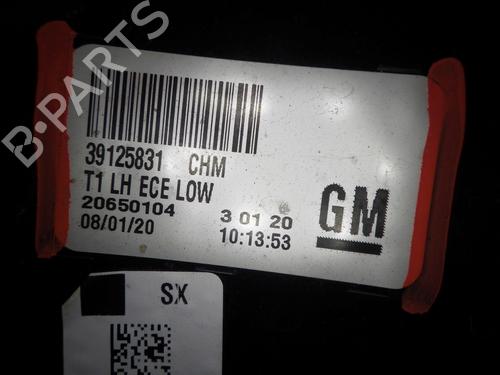 B-PARTS
39125831 CHM
T1 LH ECE LOW
20650104 3 01 20
08/01/20 10:13:53
GM
SX